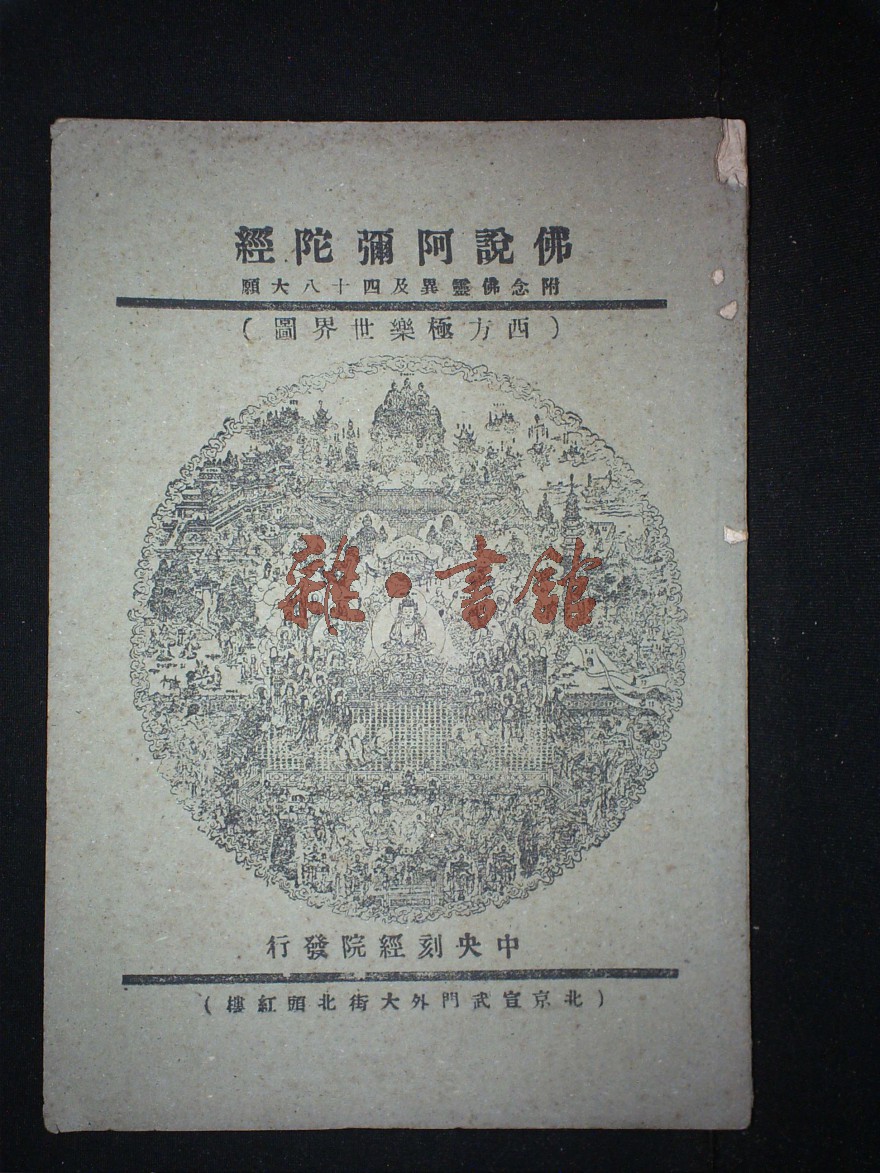 佛說阿彌陀經
附念佛靈異及四十八大願
(西方極樂世界圖)
雜·書館
中央刻經院發行
(北京宣武門外大街北頭紅樓)